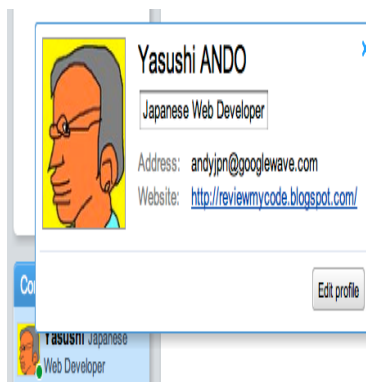 Yasushi ANDO
Japanese Web Developer
Address: andyjpn@googlewave.com
Website: http://reviewmycode.blogspot.com/
Edit profile
Yasushi Japanese
Web Developer